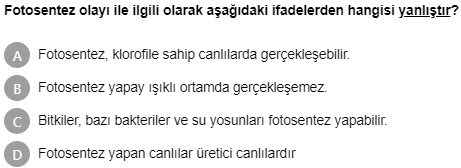 Fotosentez olayı ile ilgili olarak aşağıdaki ifadelerden hangisi yanlıştır?
A Fotosentez, klorofile sahip canlılarda gerçekleşebilir.
B Fotosentez yapay ışıklı ortamda gerçekleşemez.
C Bitkiler, bazı bakteriler ve su yosunları fotosentez yapabilir.
D Fotosentez yapan canlılar üretici canlılardır